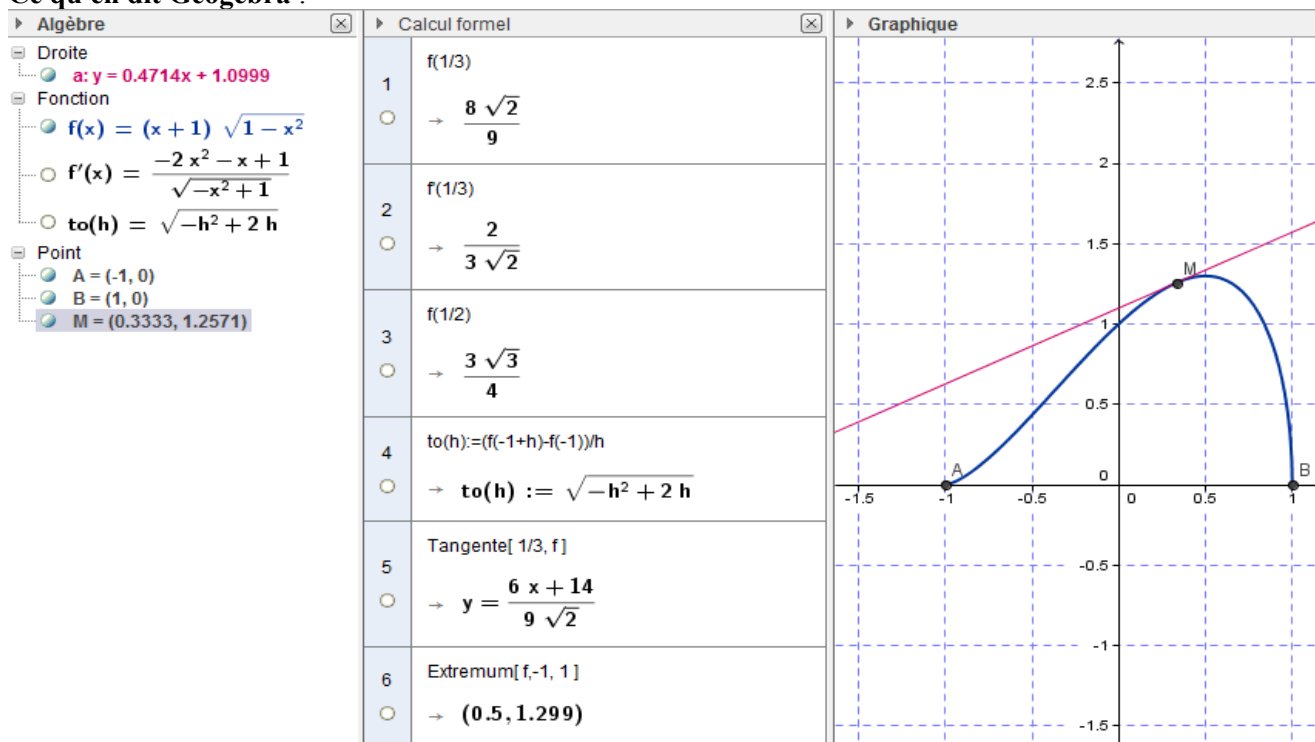 Ce qu'en dit Geogebra :
Algèbre
Droite
a: y = 0.4714x + 1.0999
Fonction
f(x) = (x + 1) √(1 − x²)
f′(x) = (−2 x² − x + 1) / √(−x² + 1)
to(h) = √(−h² + 2 h)
Point
A = (-1, 0)
B = (1, 0)
M = (0.3333, 1.2571)
Calcul formel
1
f(1/3)
→ 8 √2 / 9
2
f'(1/3)
→ 2 / (3 √2)
3
f(1/2)
→ 3 √3 / 4
4
to(h):=(f(-1+h)-f(-1))/h
→ to(h) := √(−h² + 2 h)
5
Tangente[ 1/3, f ]
→ y = (6 x + 14) / (9 √2)
6
Extremum[ f,-1, 1 ]
→ (0.5, 1.299)
Graphique
2.5
2
1.5
M
1
0.5
A
0
B
-1.5
-1
-0.5
0
0.5
1
-0.5
-1
-1.5